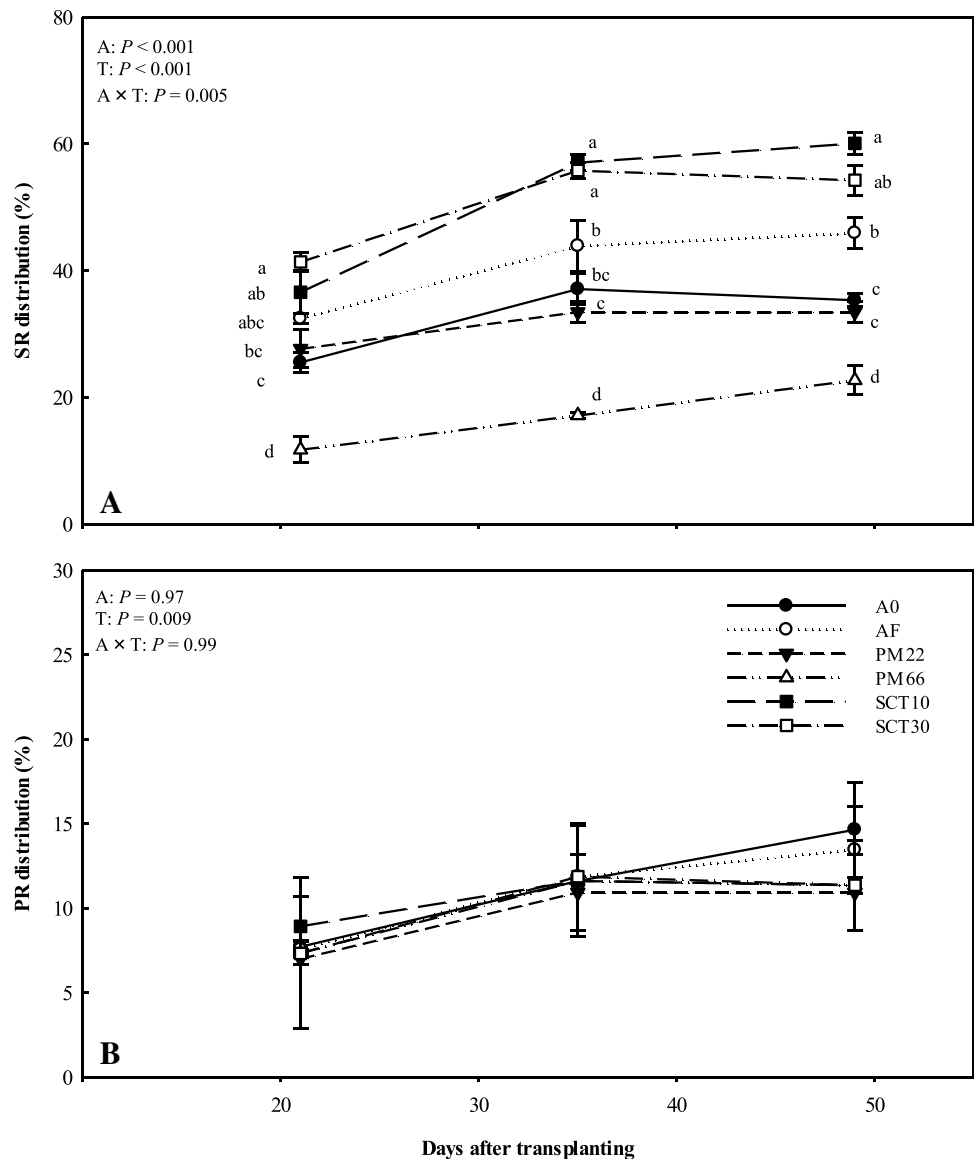 80
A: P < 0.001
T: P < 0.001
A × T: P = 0.005
60
40
20
0
SR distribution (%)
a
ab
abc
bc
c
d
a
a
b
bc
c
d
a
ab
b
c
c
d
A
30
A: P = 0.97
T: P = 0.009
A × T: P = 0.99
25
20
15
10
5
0
PR distribution (%)
A0
AF
PM22
PM66
SCT10
SCT30
B
20 30 40 50
Days after transplanting